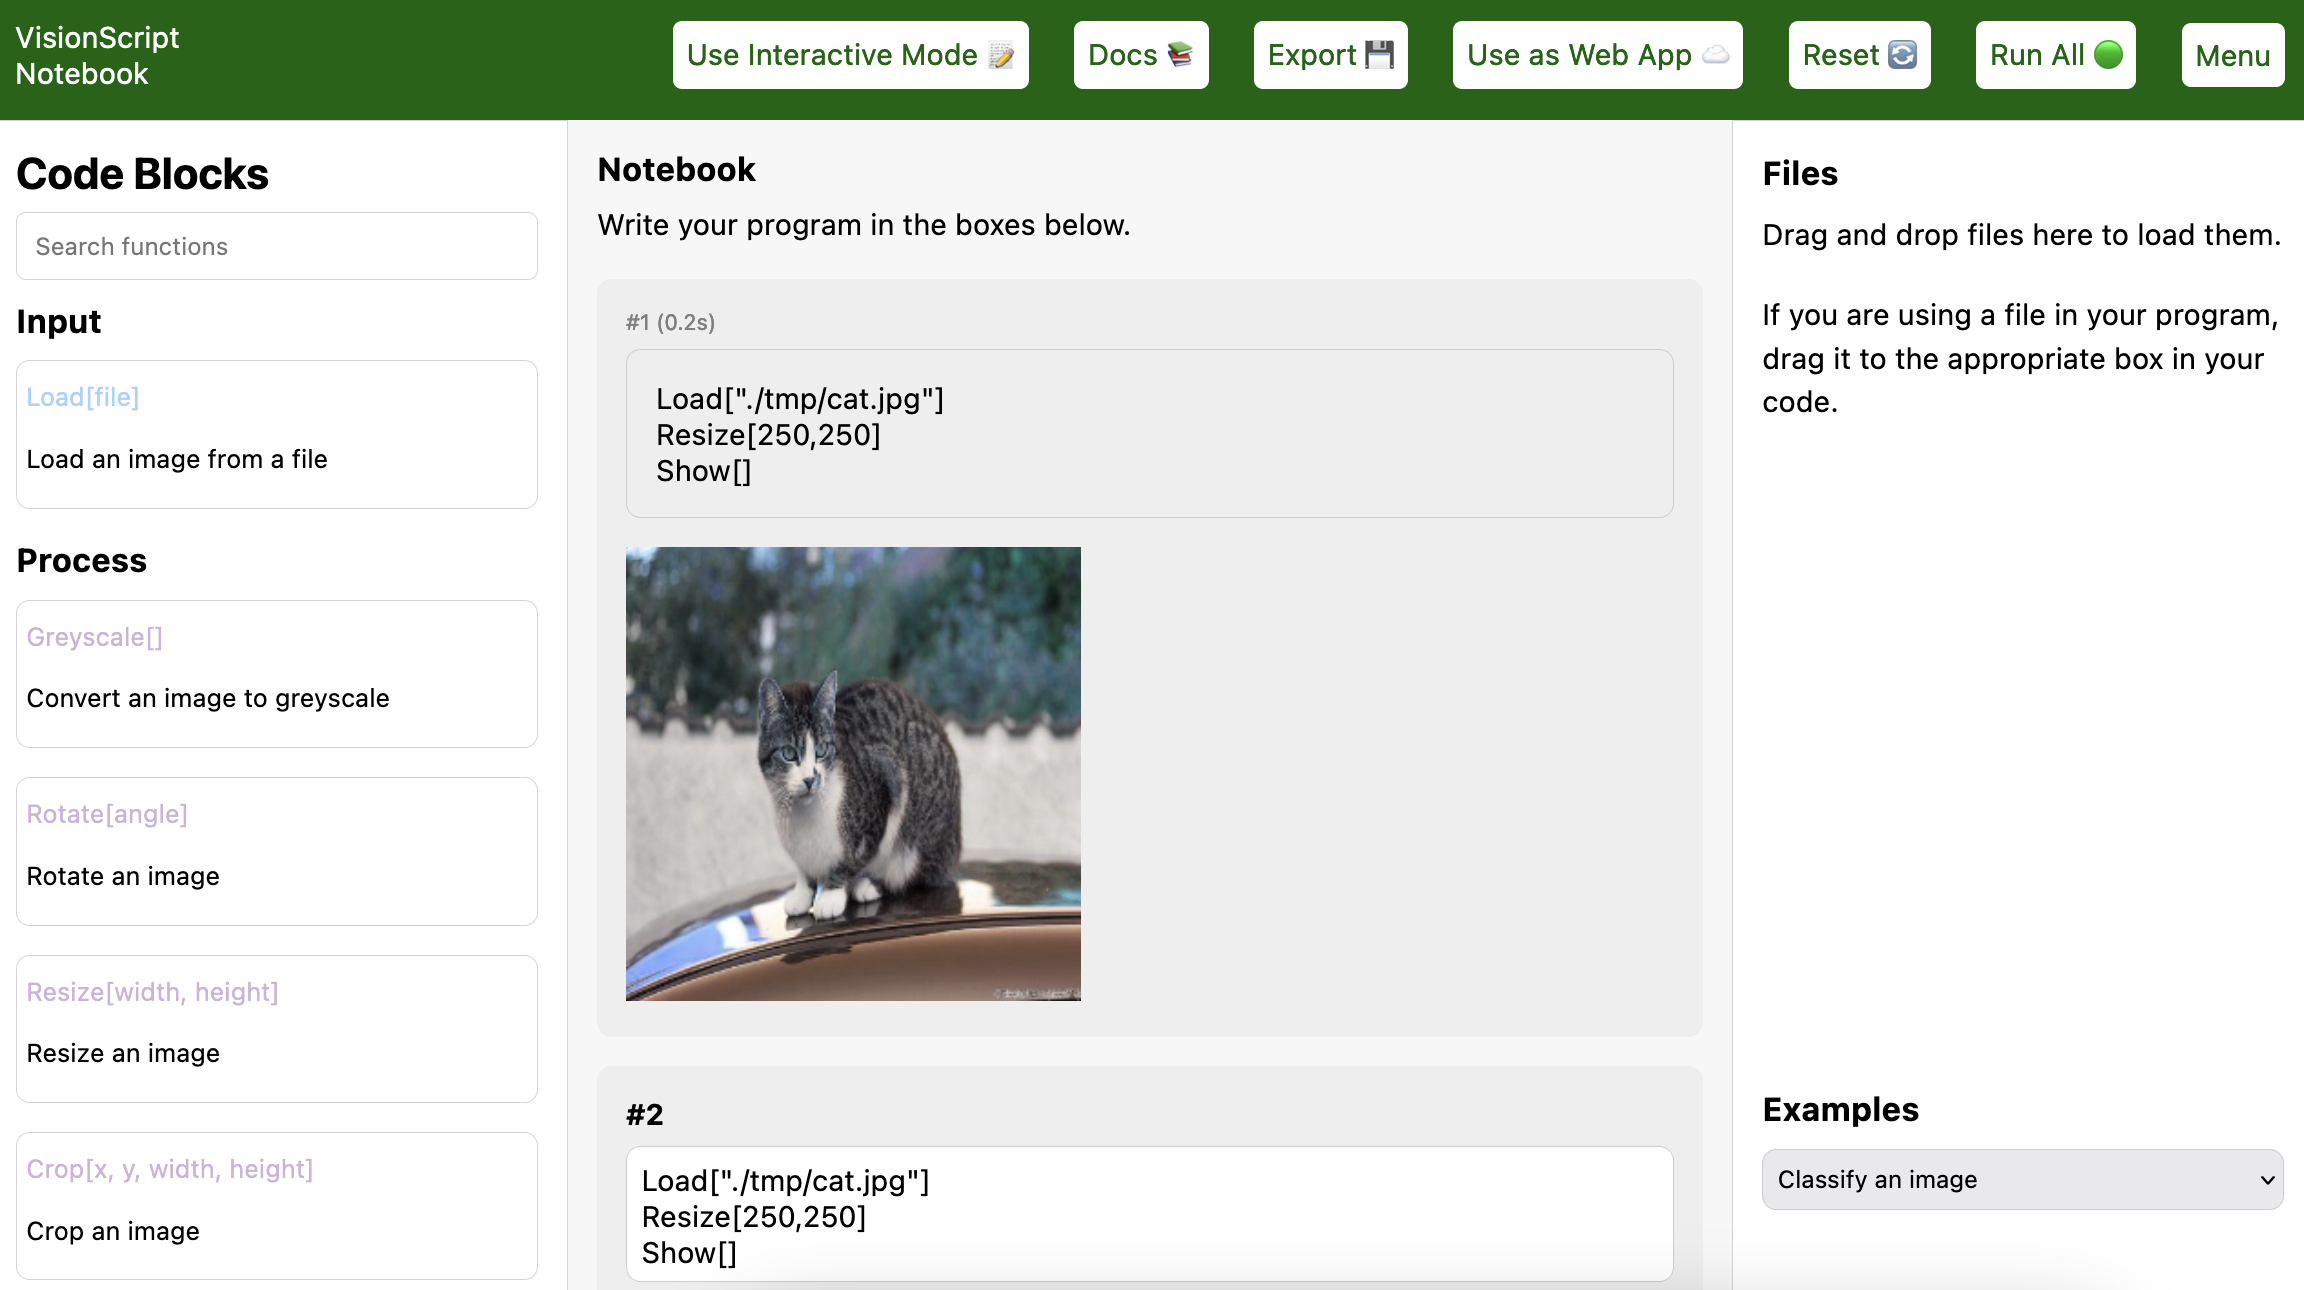 VisionScript
Notebook
Use Interactive Mode
Docs
Export
Use as Web App
Reset
Run All
Menu
Code Blocks
Search functions
Input
Load[file]
Load an image from a file
Process
Greyscale[]
Convert an image to greyscale
Rotate[angle]
Rotate an image
Resize[width, height]
Resize an image
Crop[x, y, width, height]
Crop an image
Notebook
Write your program in the boxes below.
#1 (0.2s)
Load["./tmp/cat.jpg"]
Resize[250,250]
Show[]
#2
Load["./tmp/cat.jpg"]
Resize[250,250]
Show[]
Files
Drag and drop files here to load them.
If you are using a file in your program,
drag it to the appropriate box in your
code.
Examples
Classify an image